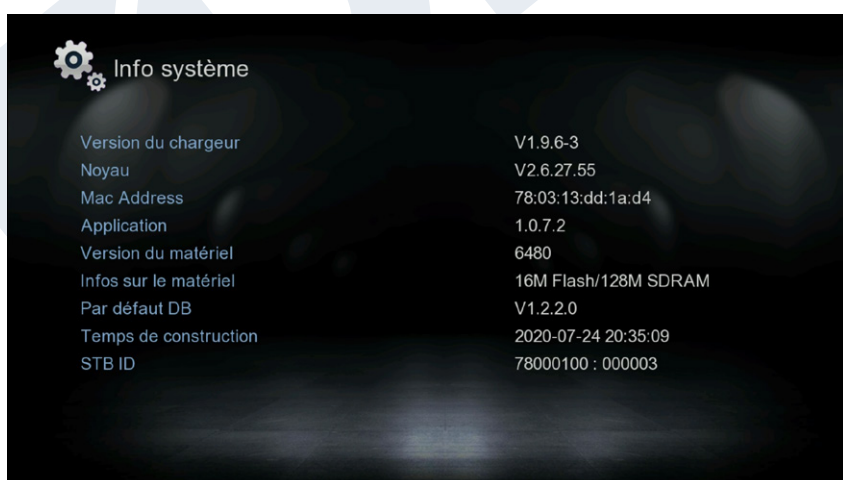 Info système
Version du chargeur V1.9.6-3
Noyau V2.6.27.55
Mac Address 78:03:13:dd:1a:d4
Application 1.0.7.2
Version du matériel 6480
Infos sur le matériel 16M Flash/128M SDRAM
Par défaut DB V1.2.2.0
Temps de construction 2020-07-24 20:35:09
STB ID 78000100 : 000003